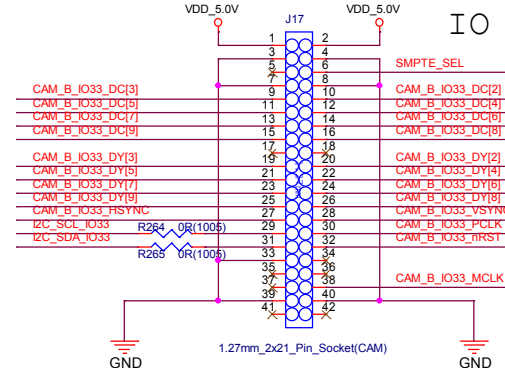 VDD_5.0V VDD_5.0V IO
J17
1 2
3 4
5 6 SMPTE_SEL
7 8
CAM_B_IO33_DC[3] 9 10 CAM_B_IO33_DC[2]
CAM_B_IO33_DC[5] 11 12 CAM_B_IO33_DC[4]
CAM_B_IO33_DC[7] 13 14 CAM_B_IO33_DC[6]
CAM_B_IO33_DC[9] 15 16 CAM_B_IO33_DC[8]
17 18
CAM_B_IO33_DY[3] 19 20 CAM_B_IO33_DY[2]
CAM_B_IO33_DY[5] 21 22 CAM_B_IO33_DY[4]
CAM_B_IO33_DY[7] 23 24 CAM_B_IO33_DY[6]
CAM_B_IO33_DY[9] 25 26 CAM_B_IO33_DY[8]
CAM_B_IO33_HSYNC 27 28 CAM_B_IO33_VSYNC
I2C_SCL_IO33 R264 0R(1005) 29 30 CAM_B_IO33_PCLK
I2C_SDA_IO33 31 32 CAM_B_IO33_nRST
R265 0R(1005) 33 34
35 36
37 38 CAM_B_IO33_MCLK
39 40
41 42
1.27mm_2x21_Pin_Socket(CAM)
GND GND